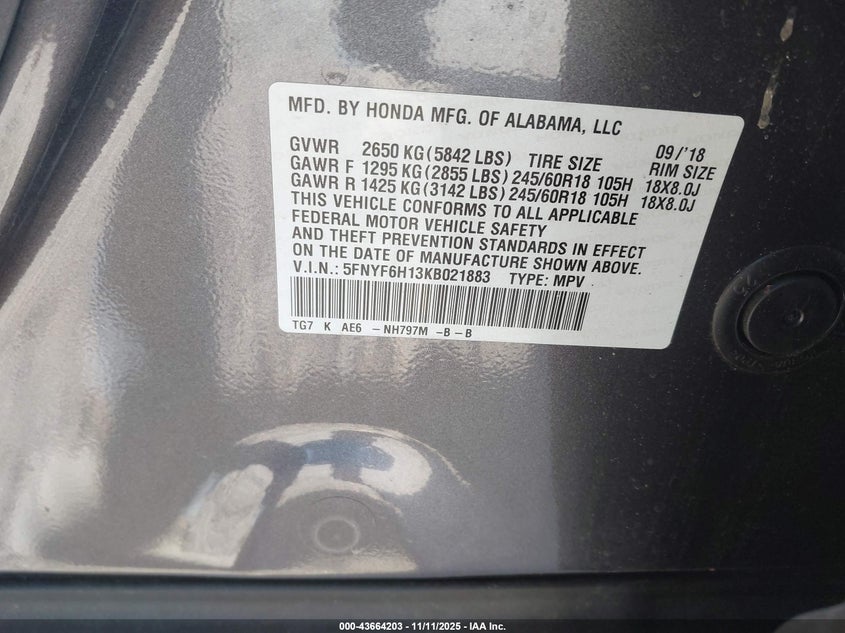 MFD. BY HONDA MFG. OF ALABAMA, LLC
GVWR 2650 KG (5842 LBS) TIRE SIZE 09/'18 RIM SIZE
GAWR F 1295 KG (2855 LBS) 245/60R18 105H 18X8.0J
GAWR R 1425 KG (3142 LBS) 245/60R18 105H 18X8.0J
THIS VEHICLE CONFORMS TO ALL APPLICABLE
FEDERAL MOTOR VEHICLE SAFETY
AND THEFT PREVENTION STANDARDS IN EFFECT
ON THE DATE OF MANUFACTURE SHOWN ABOVE.
V.I.N.: 5FNYF6H13KB021883 TYPE: MPV
TG7 K AE6 -NH797M -B-B
000-43664203 - 11/11/2025 - IAA Inc.